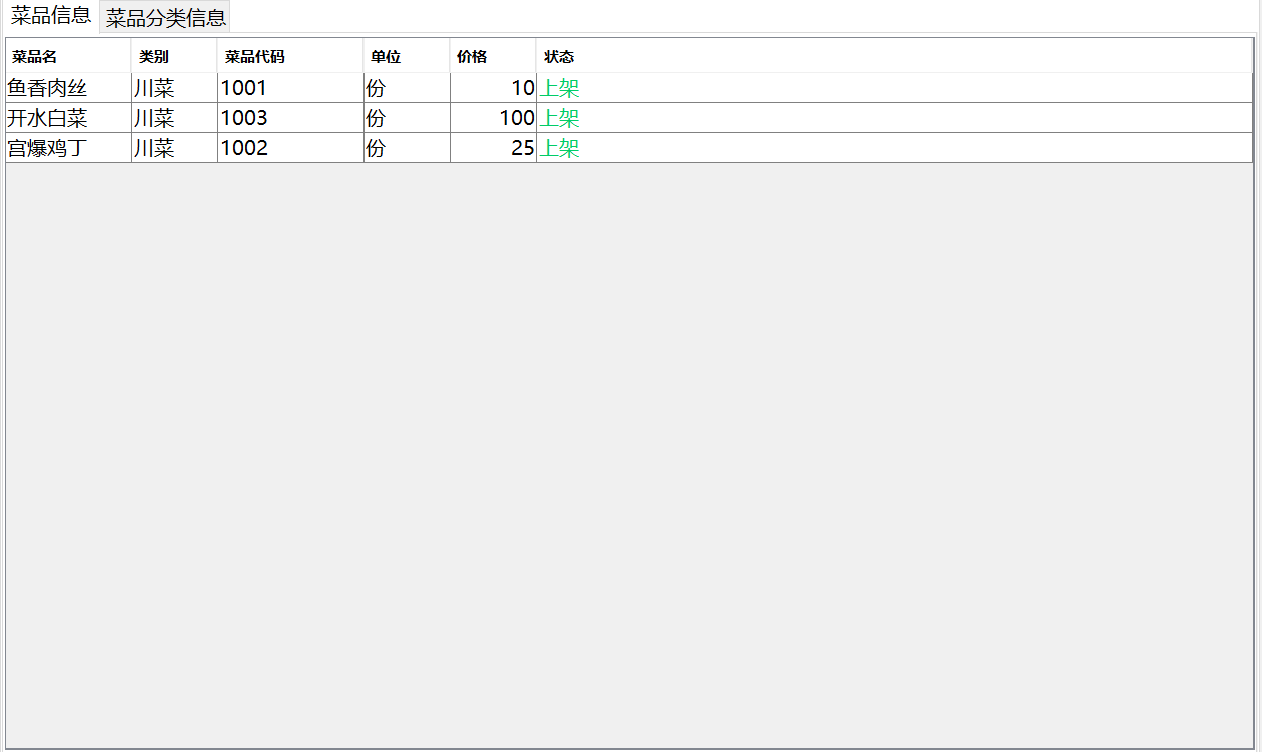 菜品信息 菜品分类信息
菜品名 类别 菜品代码 单位 价格 状态
鱼香肉丝 川菜 1001 份 10 上架
开水白菜 川菜 1003 份 100 上架
宫爆鸡丁 川菜 1002 份 25 上架